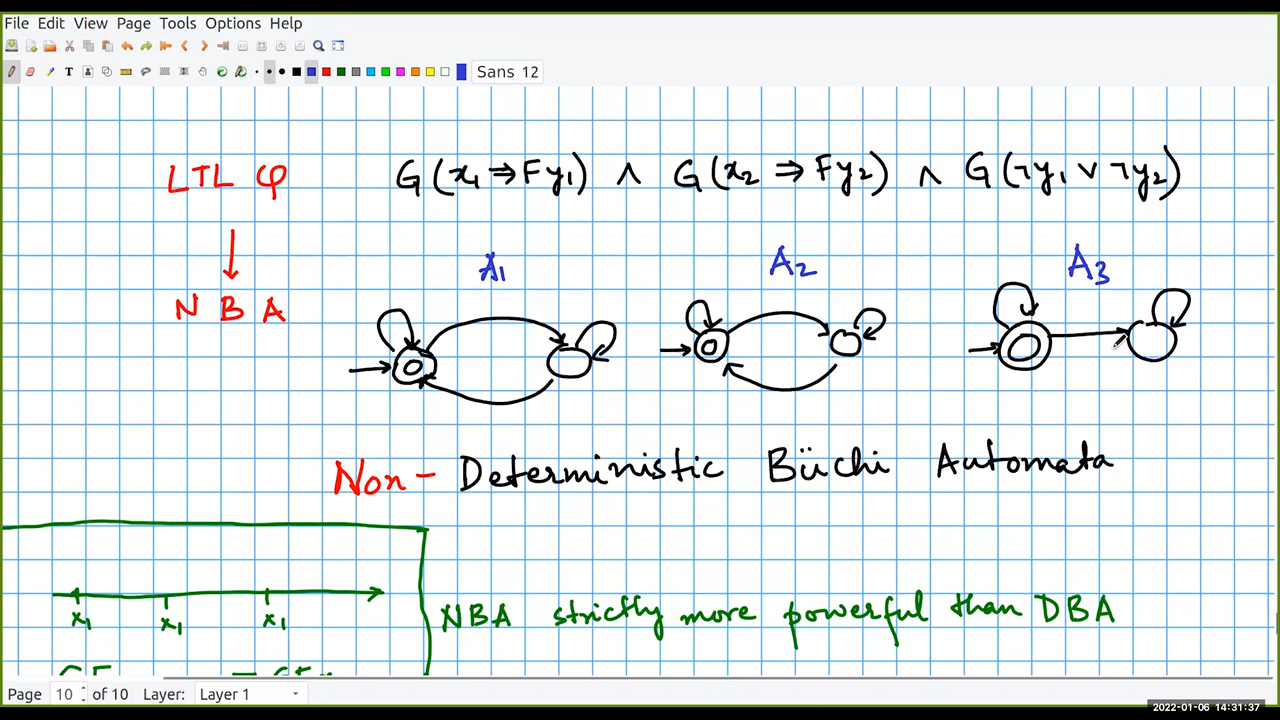 File Edit View Page Tools Options Help
Sans 12
LTL φ G(x₁ ⇒ Fy₁) ∧ G(x₂ ⇒ Fy₂) ∧ G(¬y₁ ∨ ¬y₂)
A₁ A₂ A₃
N B A
Non- Deterministic Büchi Automata
x₁ x₁ x₁
NBA strictly more powerful than DBA
Page 10 of 10 Layer: Layer 1
2022-01-06 14:31:37